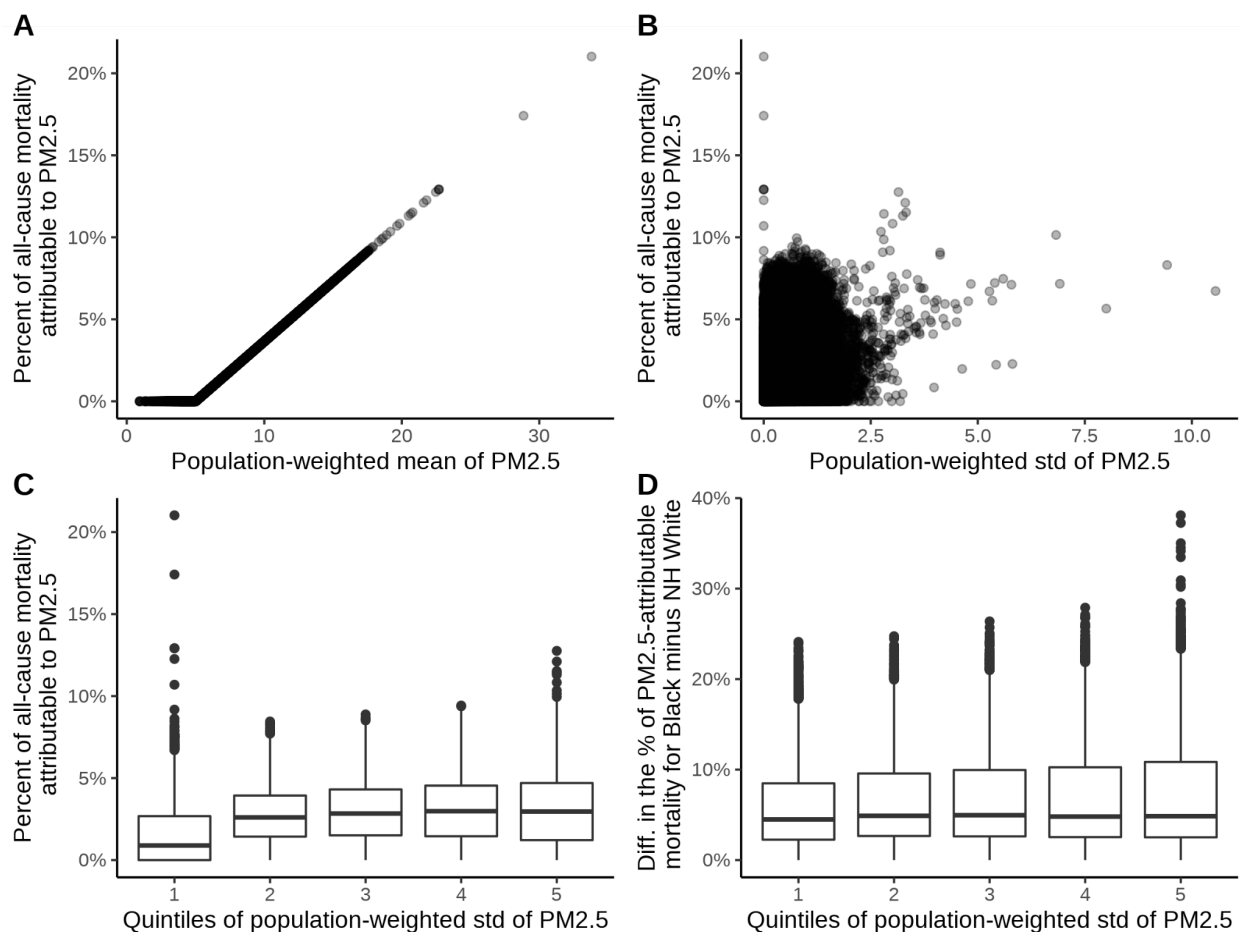 A
Percent of all-cause mortality
attributable to PM2.5
20%
15%
10%
5%
0%
0
10
20
30
Population-weighted mean of PM2.5
B
Percent of all-cause mortality
attributable to PM2.5
20%
15%
10%
5%
0%
0.0
2.5
5.0
7.5
10.0
Population-weighted std of PM2.5
C
Percent of all-cause mortality
attributable to PM2.5
20%
15%
10%
5%
0%
1
2
3
4
5
Quintiles of population-weighted std of PM2.5
D
Diff. in the % of PM2.5-attributable
mortality for Black minus NH White
40%
30%
20%
10%
0%
1
2
3
4
5
Quintiles of population-weighted std of PM2.5